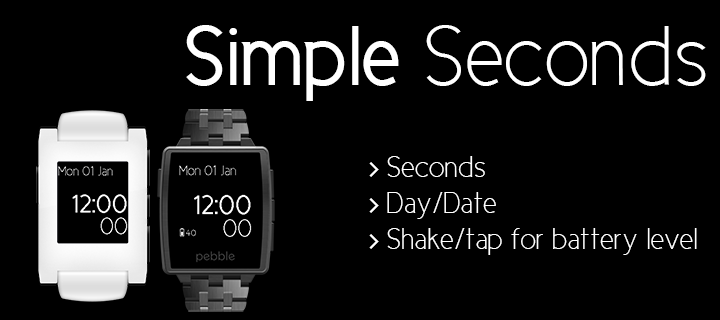 Simple Seconds
Mon 01 Jan
12:00
00
Mon 01 Jan
12:00
40
00
pebble
> Seconds
> Day/Date
> Shake/tap for battery level